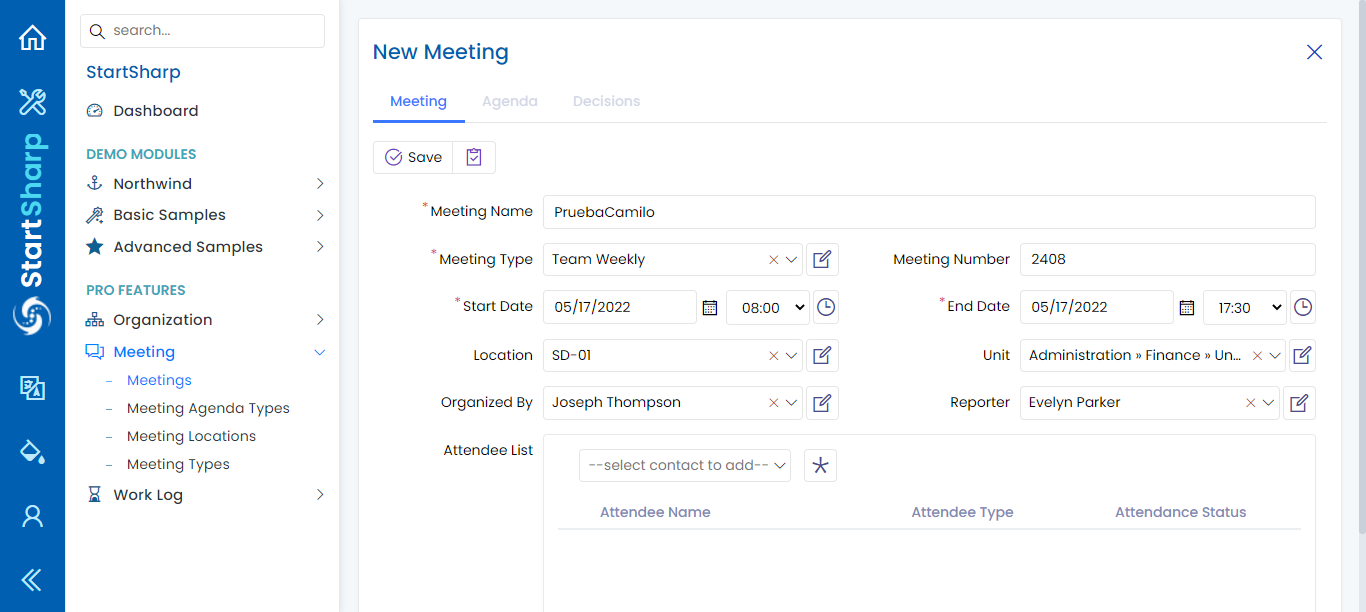 search...
StartSharp
StartSharp
Dashboard
DEMO MODULES
Northwind
Basic Samples
Advanced Samples
PRO FEATURES
Organization
Meeting
Meetings
Meeting Agenda Types
Meeting Locations
Meeting Types
Work Log
New Meeting
Meeting Agenda Decisions
Save
*Meeting Name PruebaCamilo
*Meeting Type Team Weekly Meeting Number 2408
*Start Date 05/17/2022 08:00 *End Date 05/17/2022 17:30
Location SD-01 Unit Administration » Finance » Un...
Organized By Joseph Thompson Reporter Evelyn Parker
Attendee List --select contact to add--
Attendee Name Attendee Type Attendance Status